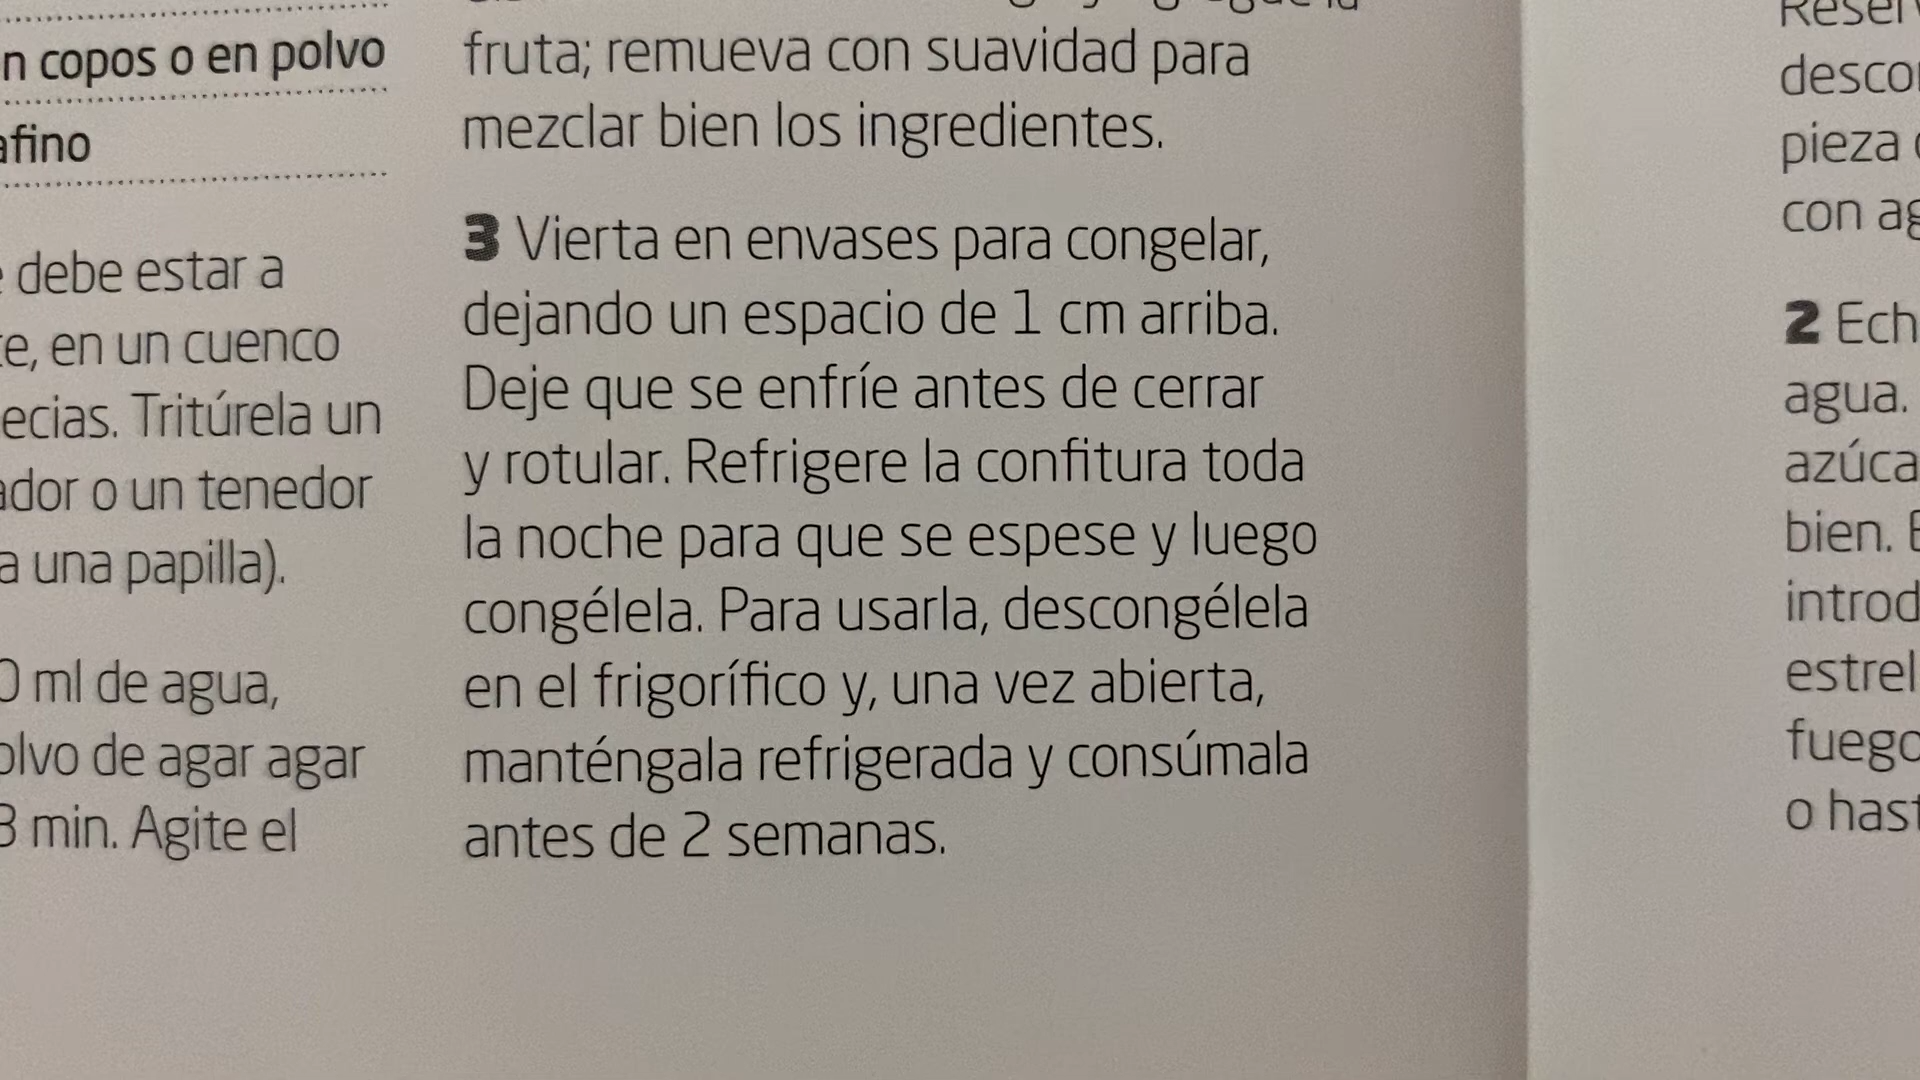 n copos o en polvo
afino
debe estar a
te, en un cuenco
ecias. Tritúrela un
ador o un tenedor
a una papilla).
0 ml de agua,
olvo de agar agar
3 min. Agite el
fruta; remueva con suavidad para
mezclar bien los ingredientes.
3 Vierta en envases para congelar,
dejando un espacio de 1 cm arriba.
Deje que se enfríe antes de cerrar
y rotular. Refrigere la confitura toda
la noche para que se espese y luego
congélela. Para usarla, descongélela
en el frigorífico y, una vez abierta,
manténgala refrigerada y consúmala
antes de 2 semanas.
Reser
desco
pieza
con ag
2 Ech
agua.
azúca
bien.
introd
estrel
fuego
o hast